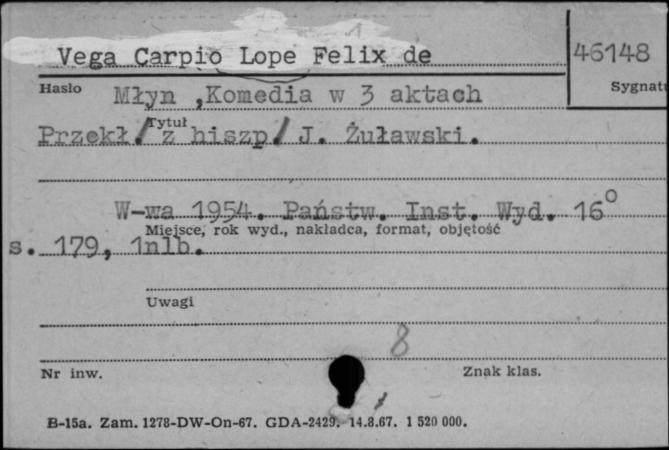 Vega Carpio Lope Felix de
46148
Hasło
Sygnatu
Młyn ,Komedia w 3 aktach
Tytuł
Przekł./ z hiszp/ J. Żuławski.
W-wa 1954. Państw. Inst. Wyd. 16°
Miejsce, rok wyd., nakładca, format, objętość
s. 179, 1nlb.
Uwagi
8
Nr inw.
Znak klas.
B-15a. Zam. 1278-DW-On-67. GDA-2429. 14.8.67. 1 520 000.